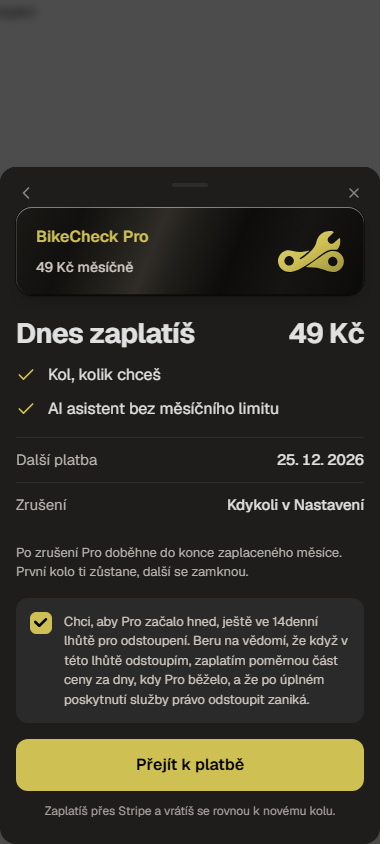 BikeCheck Pro
49 Kč měsíčně
Dnes zaplatíš 49 Kč
Kol, kolik chceš
AI asistent bez měsíčního limitu
Další platba 25. 12. 2026
Zrušení Kdykoli v Nastavení
Po zrušení Pro doběhne do konce zaplaceného měsíce.
První kolo ti zůstane, další se zamknou.
Chci, aby Pro začalo hned, ještě ve 14denní
lhůtě pro odstoupení. Beru na vědomí, že když v
této lhůtě odstoupím, zaplatím poměrnou část
ceny za dny, kdy Pro běželo, a že po úplném
poskytnutí služby právo odstoupit zaniká.
Přejít k platbě
Zaplatíš přes Stripe a vrátíš se rovnou k novému kolu.